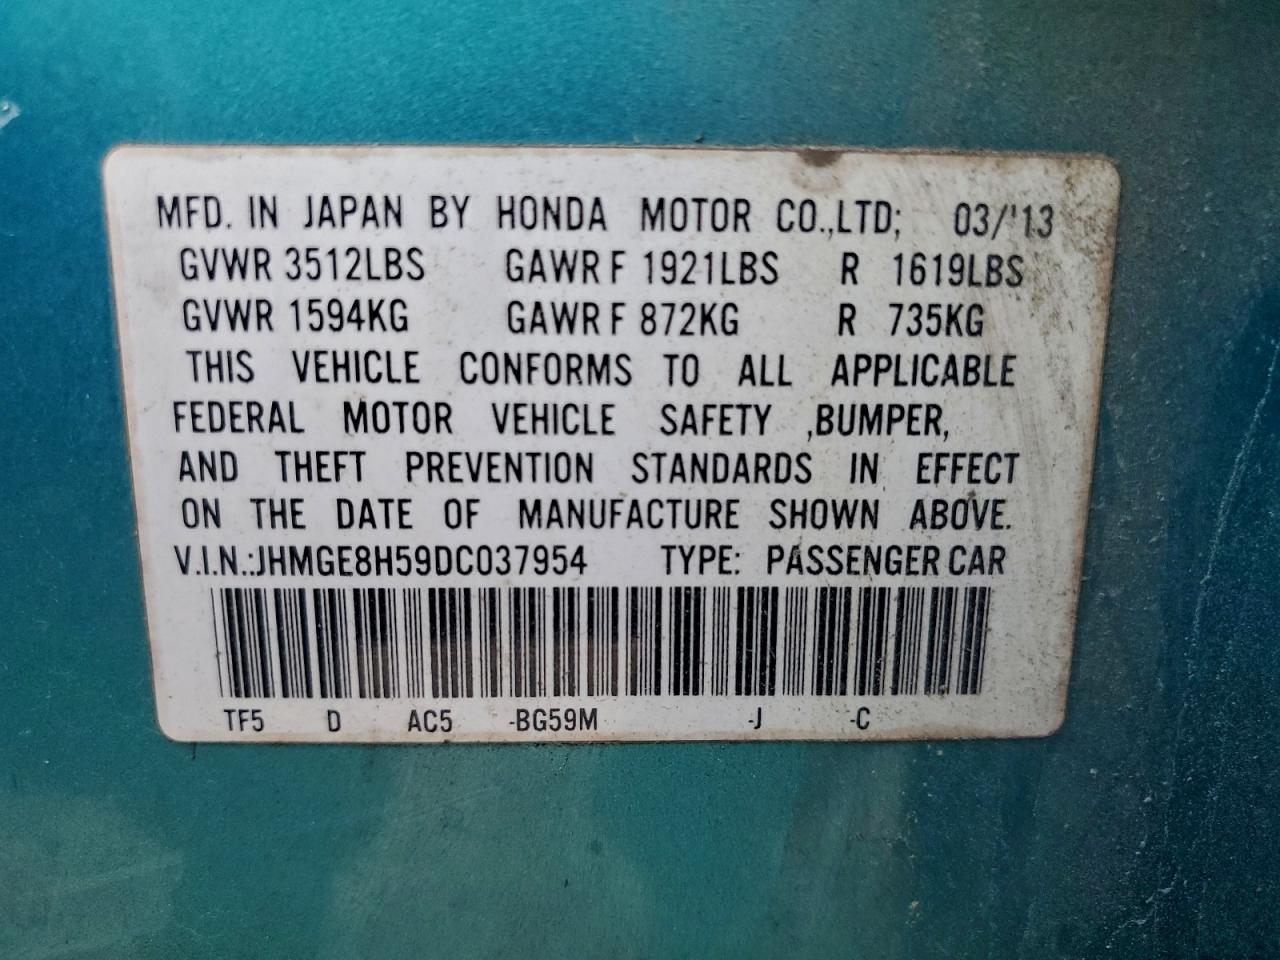 MFD. IN JAPAN BY HONDA MOTOR CO.,LTD; 03/'13
GVWR 3512LBS GAWR F 1921LBS R 1619LBS
GVWR 1594KG GAWR F 872KG R 735KG
THIS VEHICLE CONFORMS TO ALL APPLICABLE
FEDERAL MOTOR VEHICLE SAFETY ,BUMPER,
AND THEFT PREVENTION STANDARDS IN EFFECT
ON THE DATE OF MANUFACTURE SHOWN ABOVE.
V.I.N.:JHMGE8H59DC037954 TYPE: PASSENGER CAR
TF5 D AC5 -BG59M -J -C